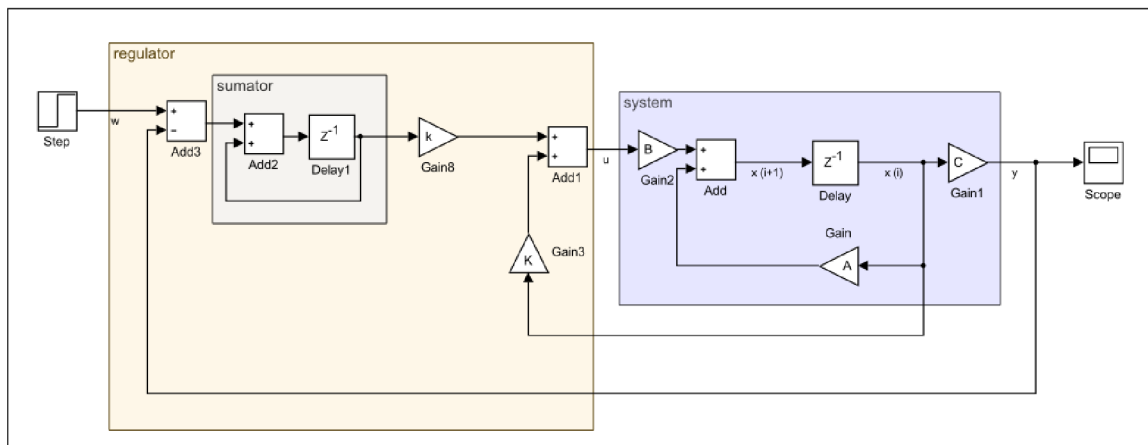 regulator
sumator
system
Step
w
+
−
Add3
+
+
Add2
Z-1
Delay1
k
Gain8
+
+
Add1
u
B
Gain2
+
+
Add
x (i+1)
Z-1
Delay
x (i)
C
Gain1
y
Scope
K
Gain3
Gain
A